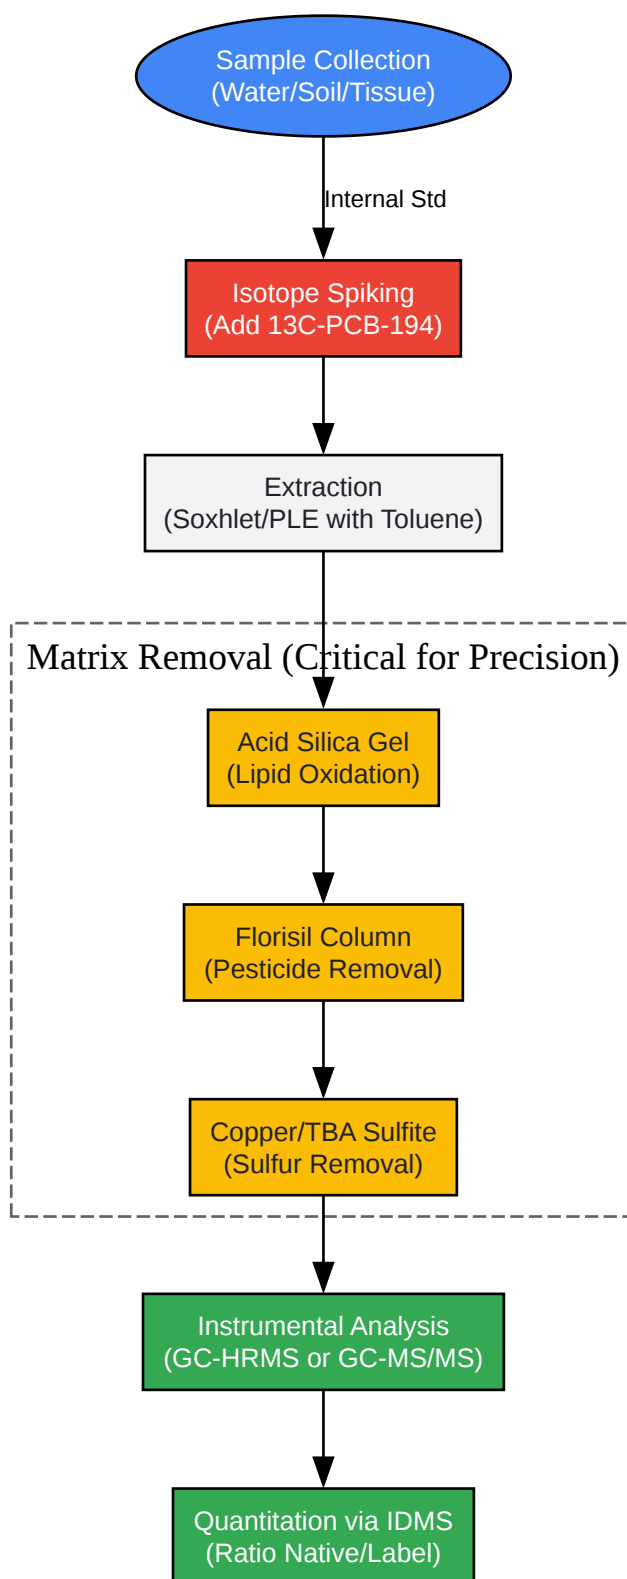 Sample Collection
(Water/Soil/Tissue)
Internal Std
Isotope Spiking
(Add 13C-PCB-194)
Extraction
(Soxhlet/PLE with Toluene)
Matrix Removal (Critical for Precision)
Acid Silica Gel
(Lipid Oxidation)
Florisil Column
(Pesticide Removal)
Copper/TBA Sulfite
(Sulfur Removal)
Instrumental Analysis
(GC-HRMS or GC-MS/MS)
Quantitation via IDMS
(Ratio Native/Label)